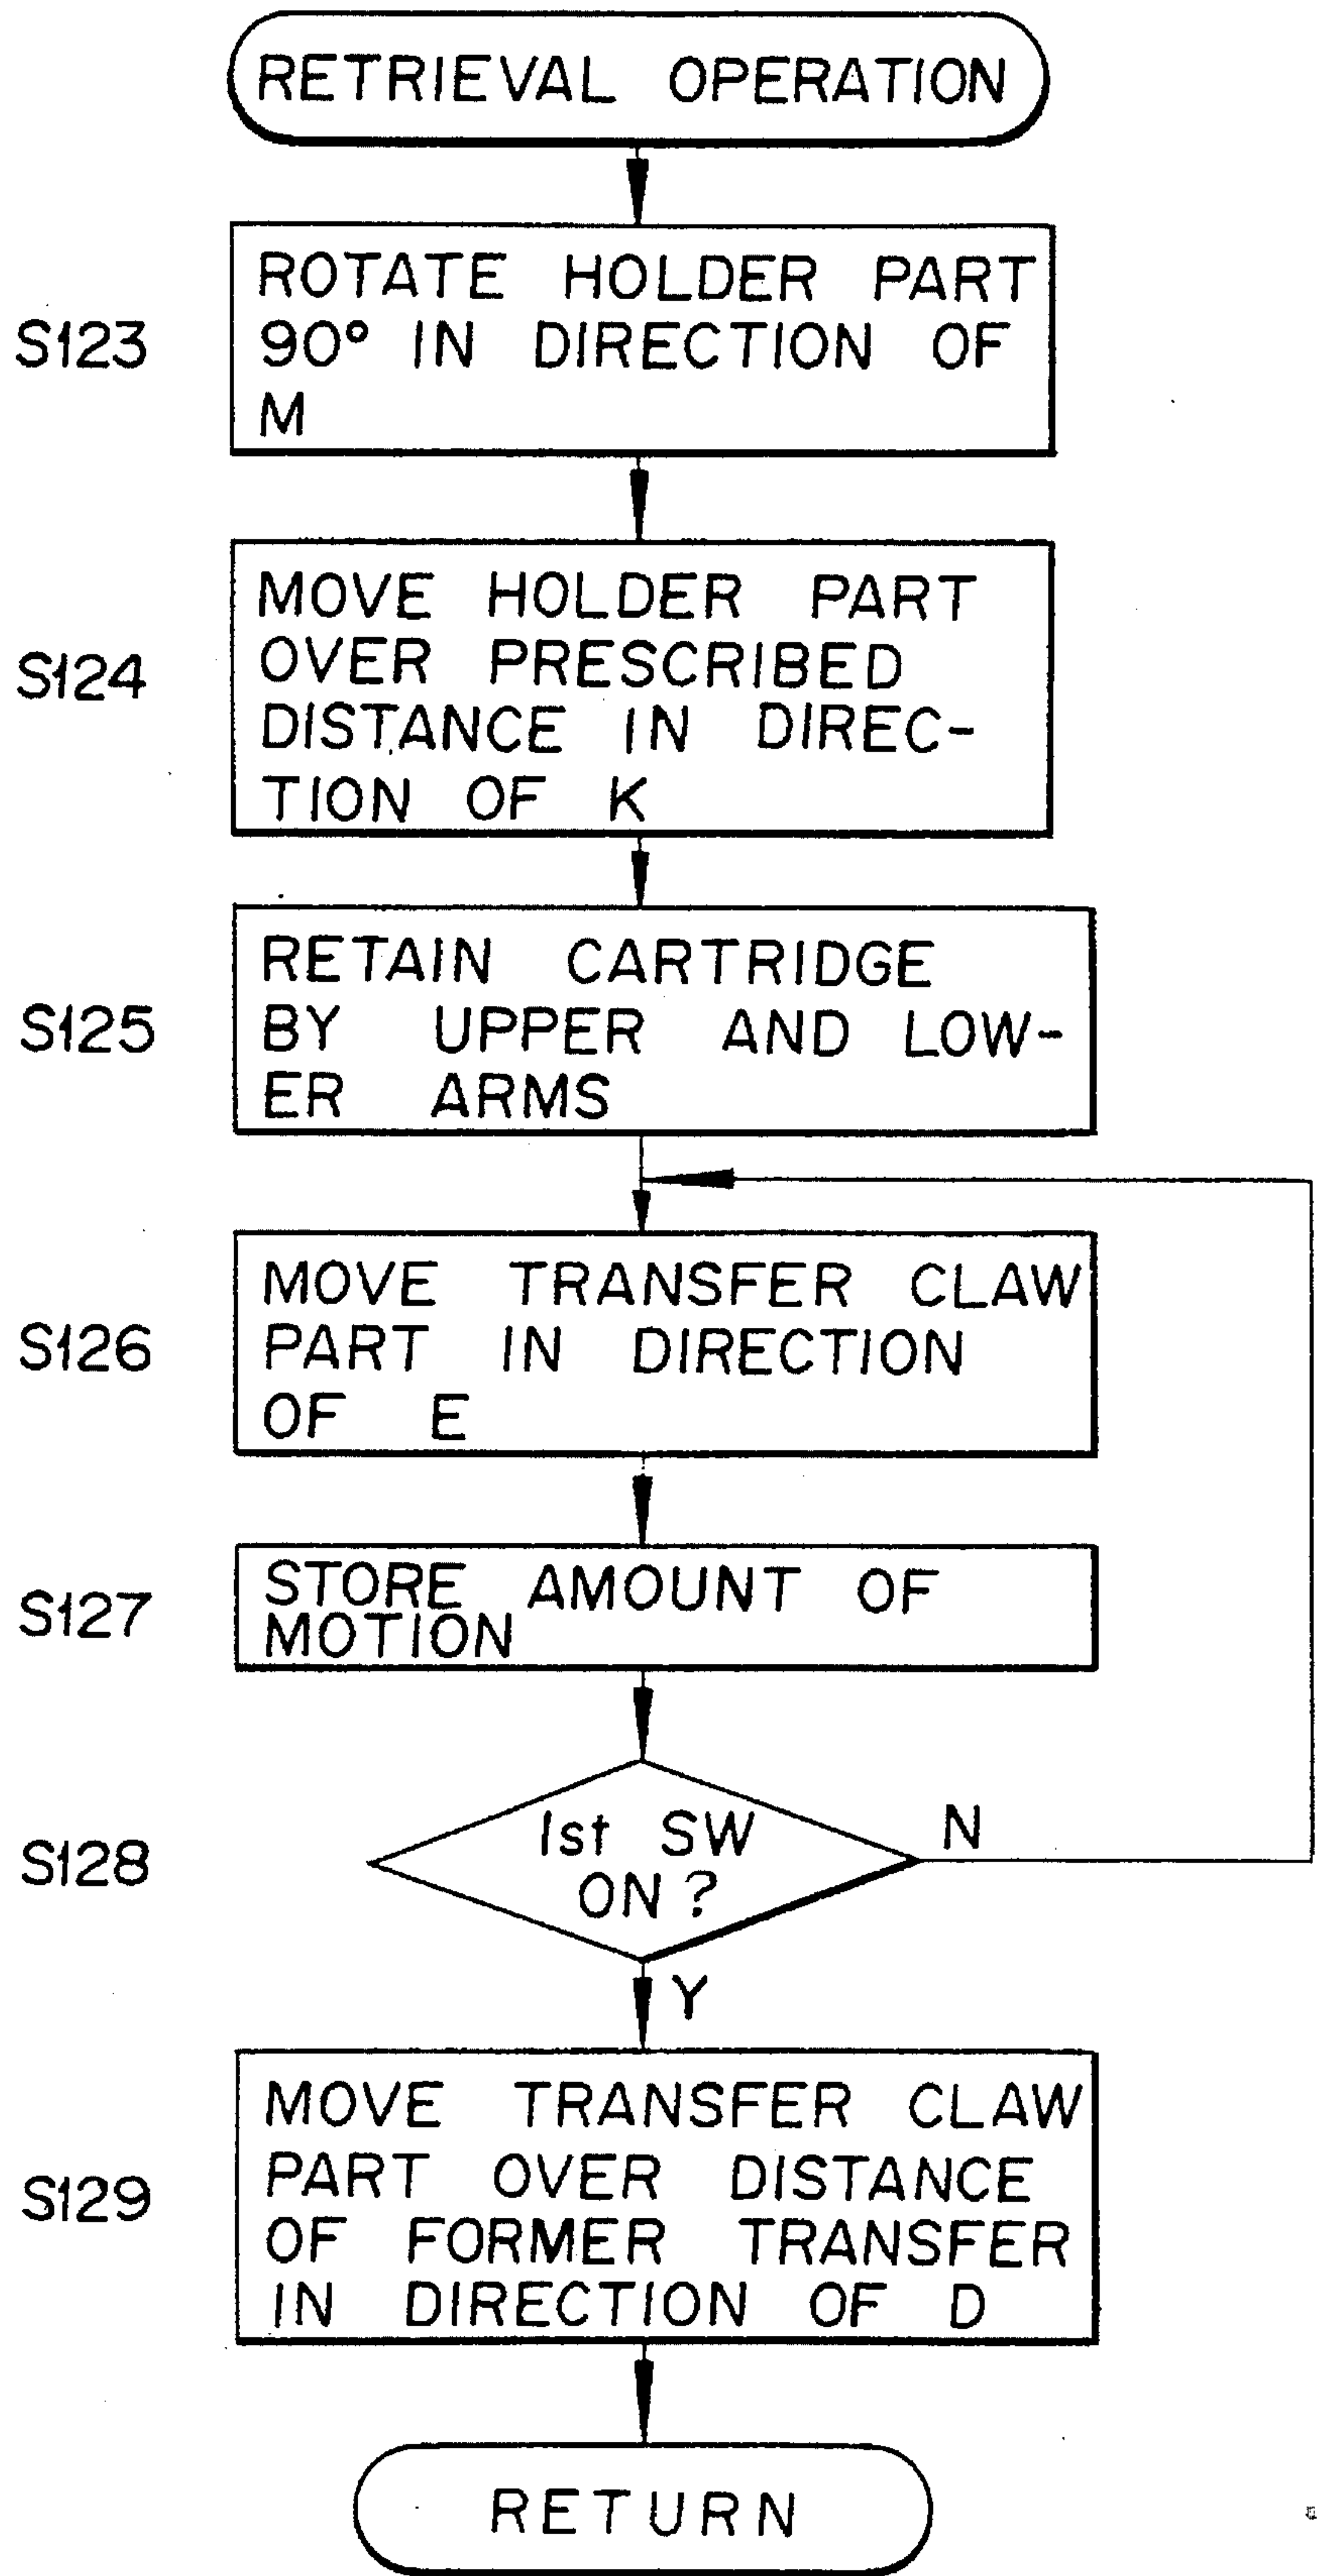 RETRIEVAL OPERATION
S123
ROTATE HOLDER PART
90° IN DIRECTION OF
M
S124
MOVE HOLDER PART
OVER PRESCRIBED
DISTANCE IN DIREC-
TION OF K
S125
RETAIN CARTRIDGE
BY UPPER AND LOW-
ER ARMS
S126
MOVE TRANSFER CLAW
PART IN DIRECTION
OF E
S127
STORE AMOUNT OF
MOTION
S128
1st SW
ON?
N
Y
S129
MOVE TRANSFER CLAW
PART OVER DISTANCE
OF FORMER TRANSFER
IN DIRECTION OF D
RETURN